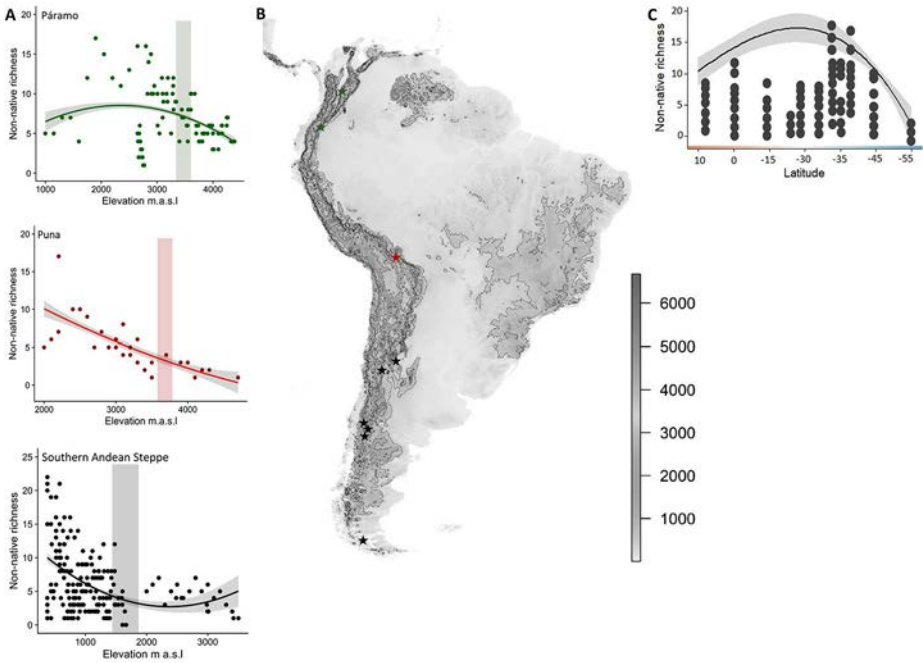 A
Páramo
Non-native richness
20
15
10
5
0
1000 2000 3000 4000
Elevation m.a.s.l
Puna
Non-native richness
20
15
10
5
0
2000 3000 4000
Elevation m.a.s.l
Southern Andean Steppe
Non-native richness
25
20
15
10
5
0
1000 2000 3000
Elevation m a.s.l
B
6000
5000
4000
3000
2000
1000
C
Non-native richness
20
15
10
5
0
10 0 -15 -30 -35 -45 -55
Latitude